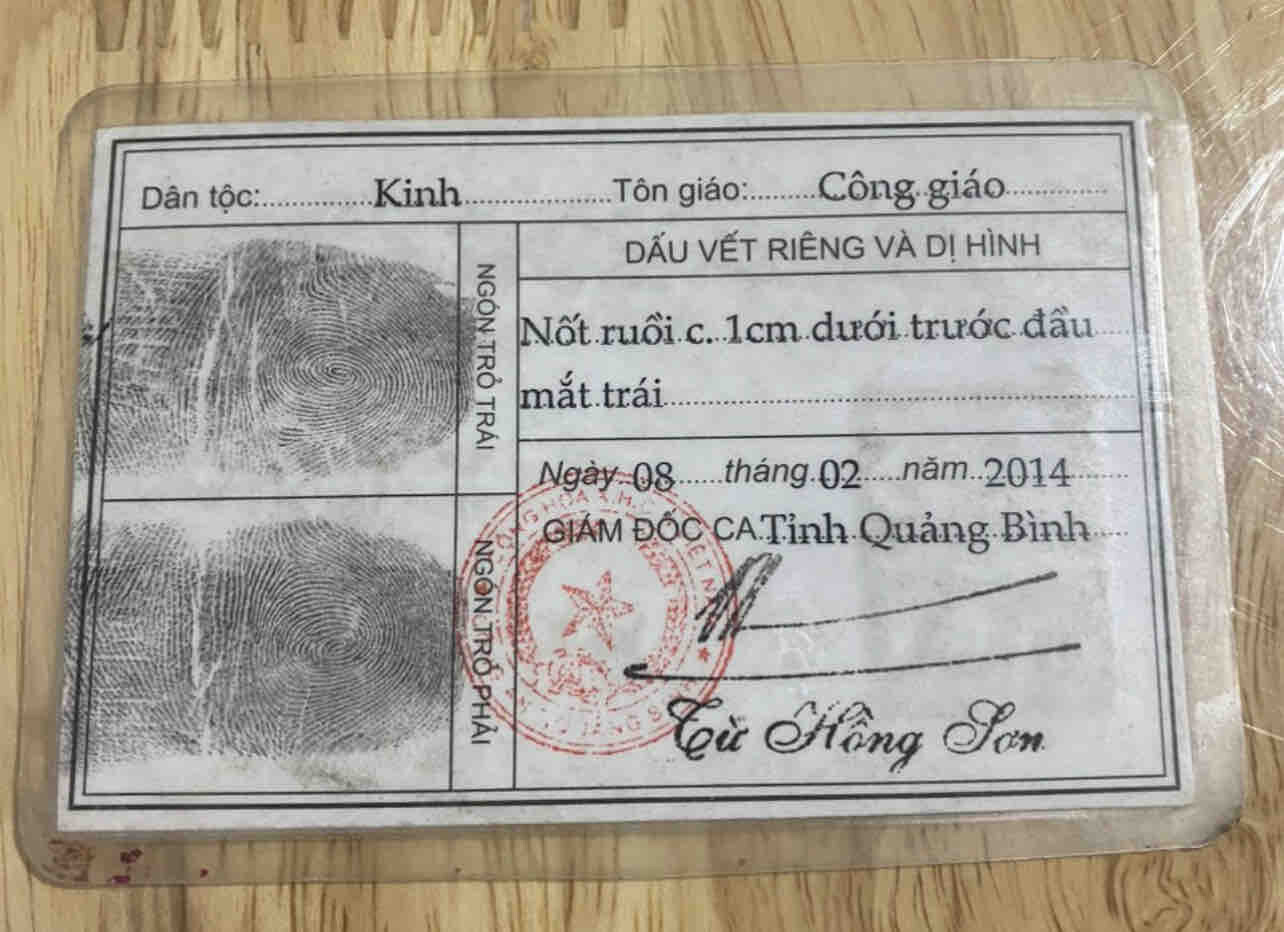 Dân tộc: Kinh Tôn giáo: Công giáo
NGÓN TRỎ TRÁI
DẤU VẾT RIÊNG VÀ DỊ HÌNH
Nốt ruồi c. 1cm dưới trước đầu
mắt trái
Ngày 08 tháng 02 năm 2014
GIÁM ĐỐC CA Tỉnh Quảng Bình
NGÓN TRỎ PHẢI
Từ Hồng Sơn